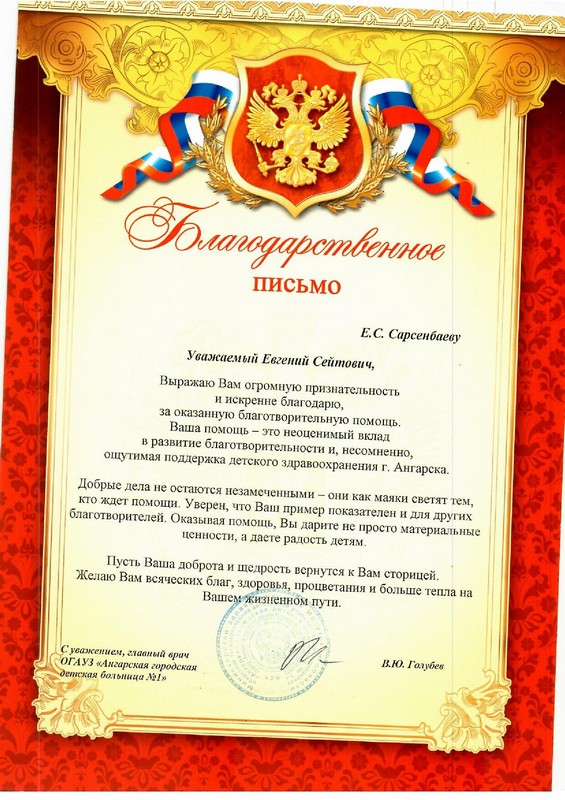 Благодарственное
письмо
Е.С. Сарсенбаеву
Уважаемый Евгений Сейтович,
Выражаю Вам огромную признательность
и искренне благодарю,
за оказанную благотворительную помощь.
Ваша помощь – это неоценимый вклад
в развитие благотворительности и, несомненно,
ощутимая поддержка детского здравоохранения г. Ангарска.
Добрые дела не остаются незамеченными – они как маяки светят тем,
кто ждет помощи. Уверен, что Ваш пример показателен и для других
благотворителей. Оказывая помощь, Вы дарите не просто материальные
ценности, а даете радость детям.
Пусть Ваша доброта и щедрость вернутся к Вам сторицей.
Желаю Вам всяческих благ, здоровья, процветания и больше тепла на
Вашем жизненном пути.
С уважением, главный врач
ОГАУЗ «Ангарская городская
детская больница №1»
В.Ю. Голубев